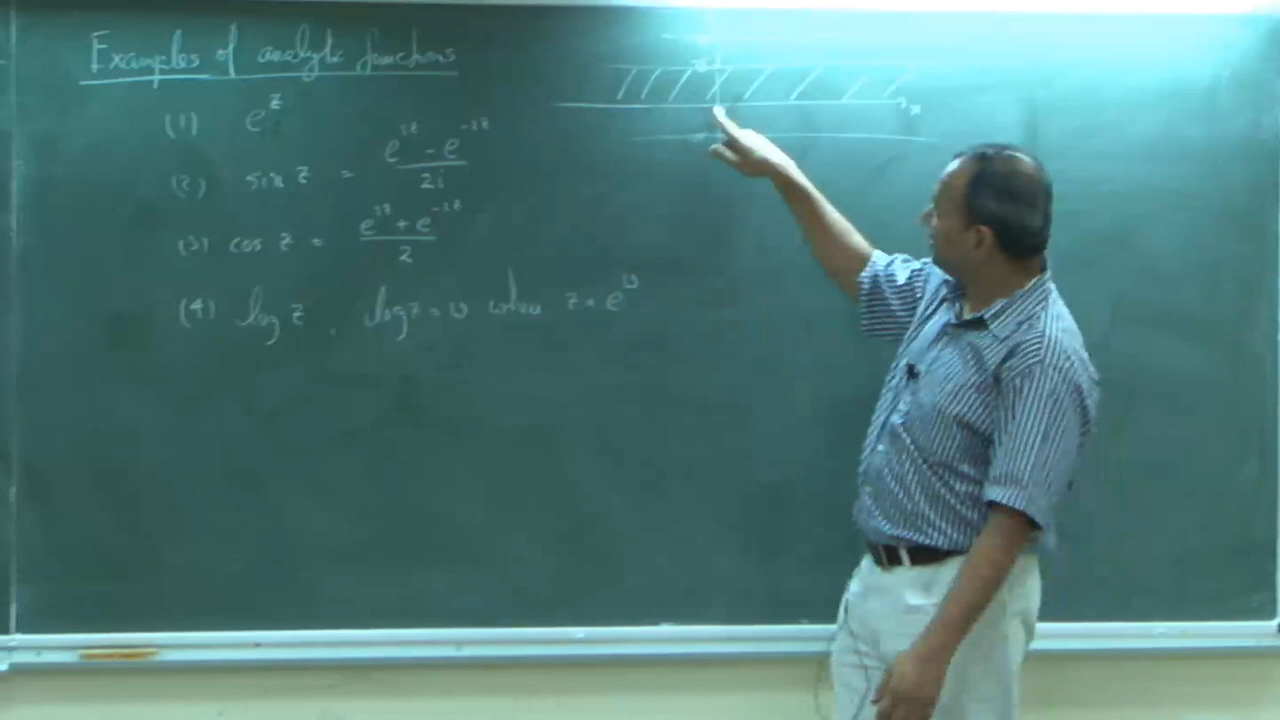 Examples of analytic functions
(1) e^z
(2) sin z = (e^{iz} - e^{-iz})/2i
(3) cos z = (e^{iz} + e^{-iz})/2
(4) log z , log z = w when z = e^w
x